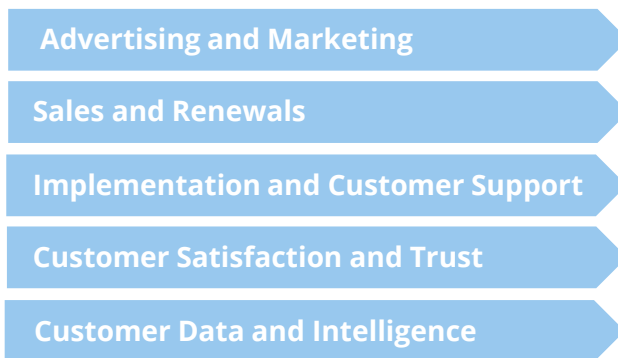 Advertising and Marketing
Sales and Renewals
Implementation and Customer Support
Customer Satisfaction and Trust
Customer Data and Intelligence